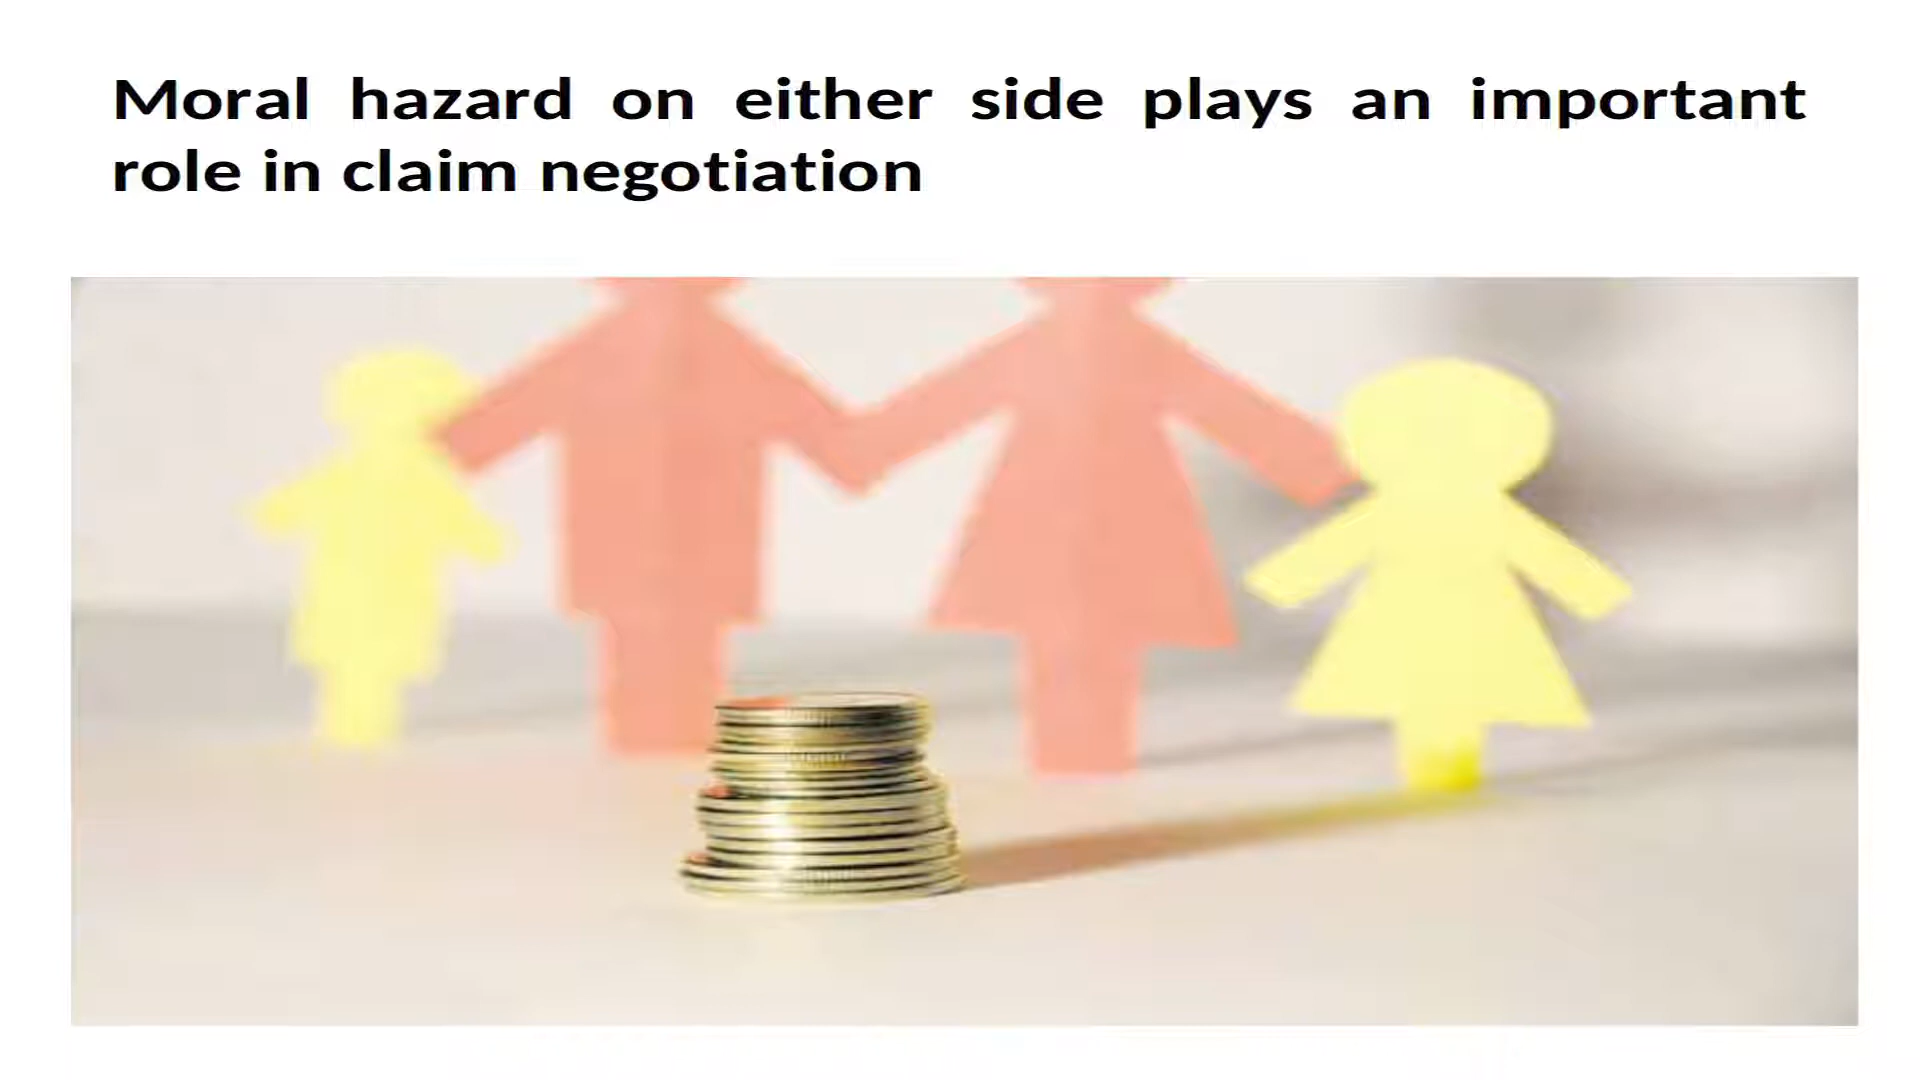 Moral hazard on either side plays an important
role in claim negotiation